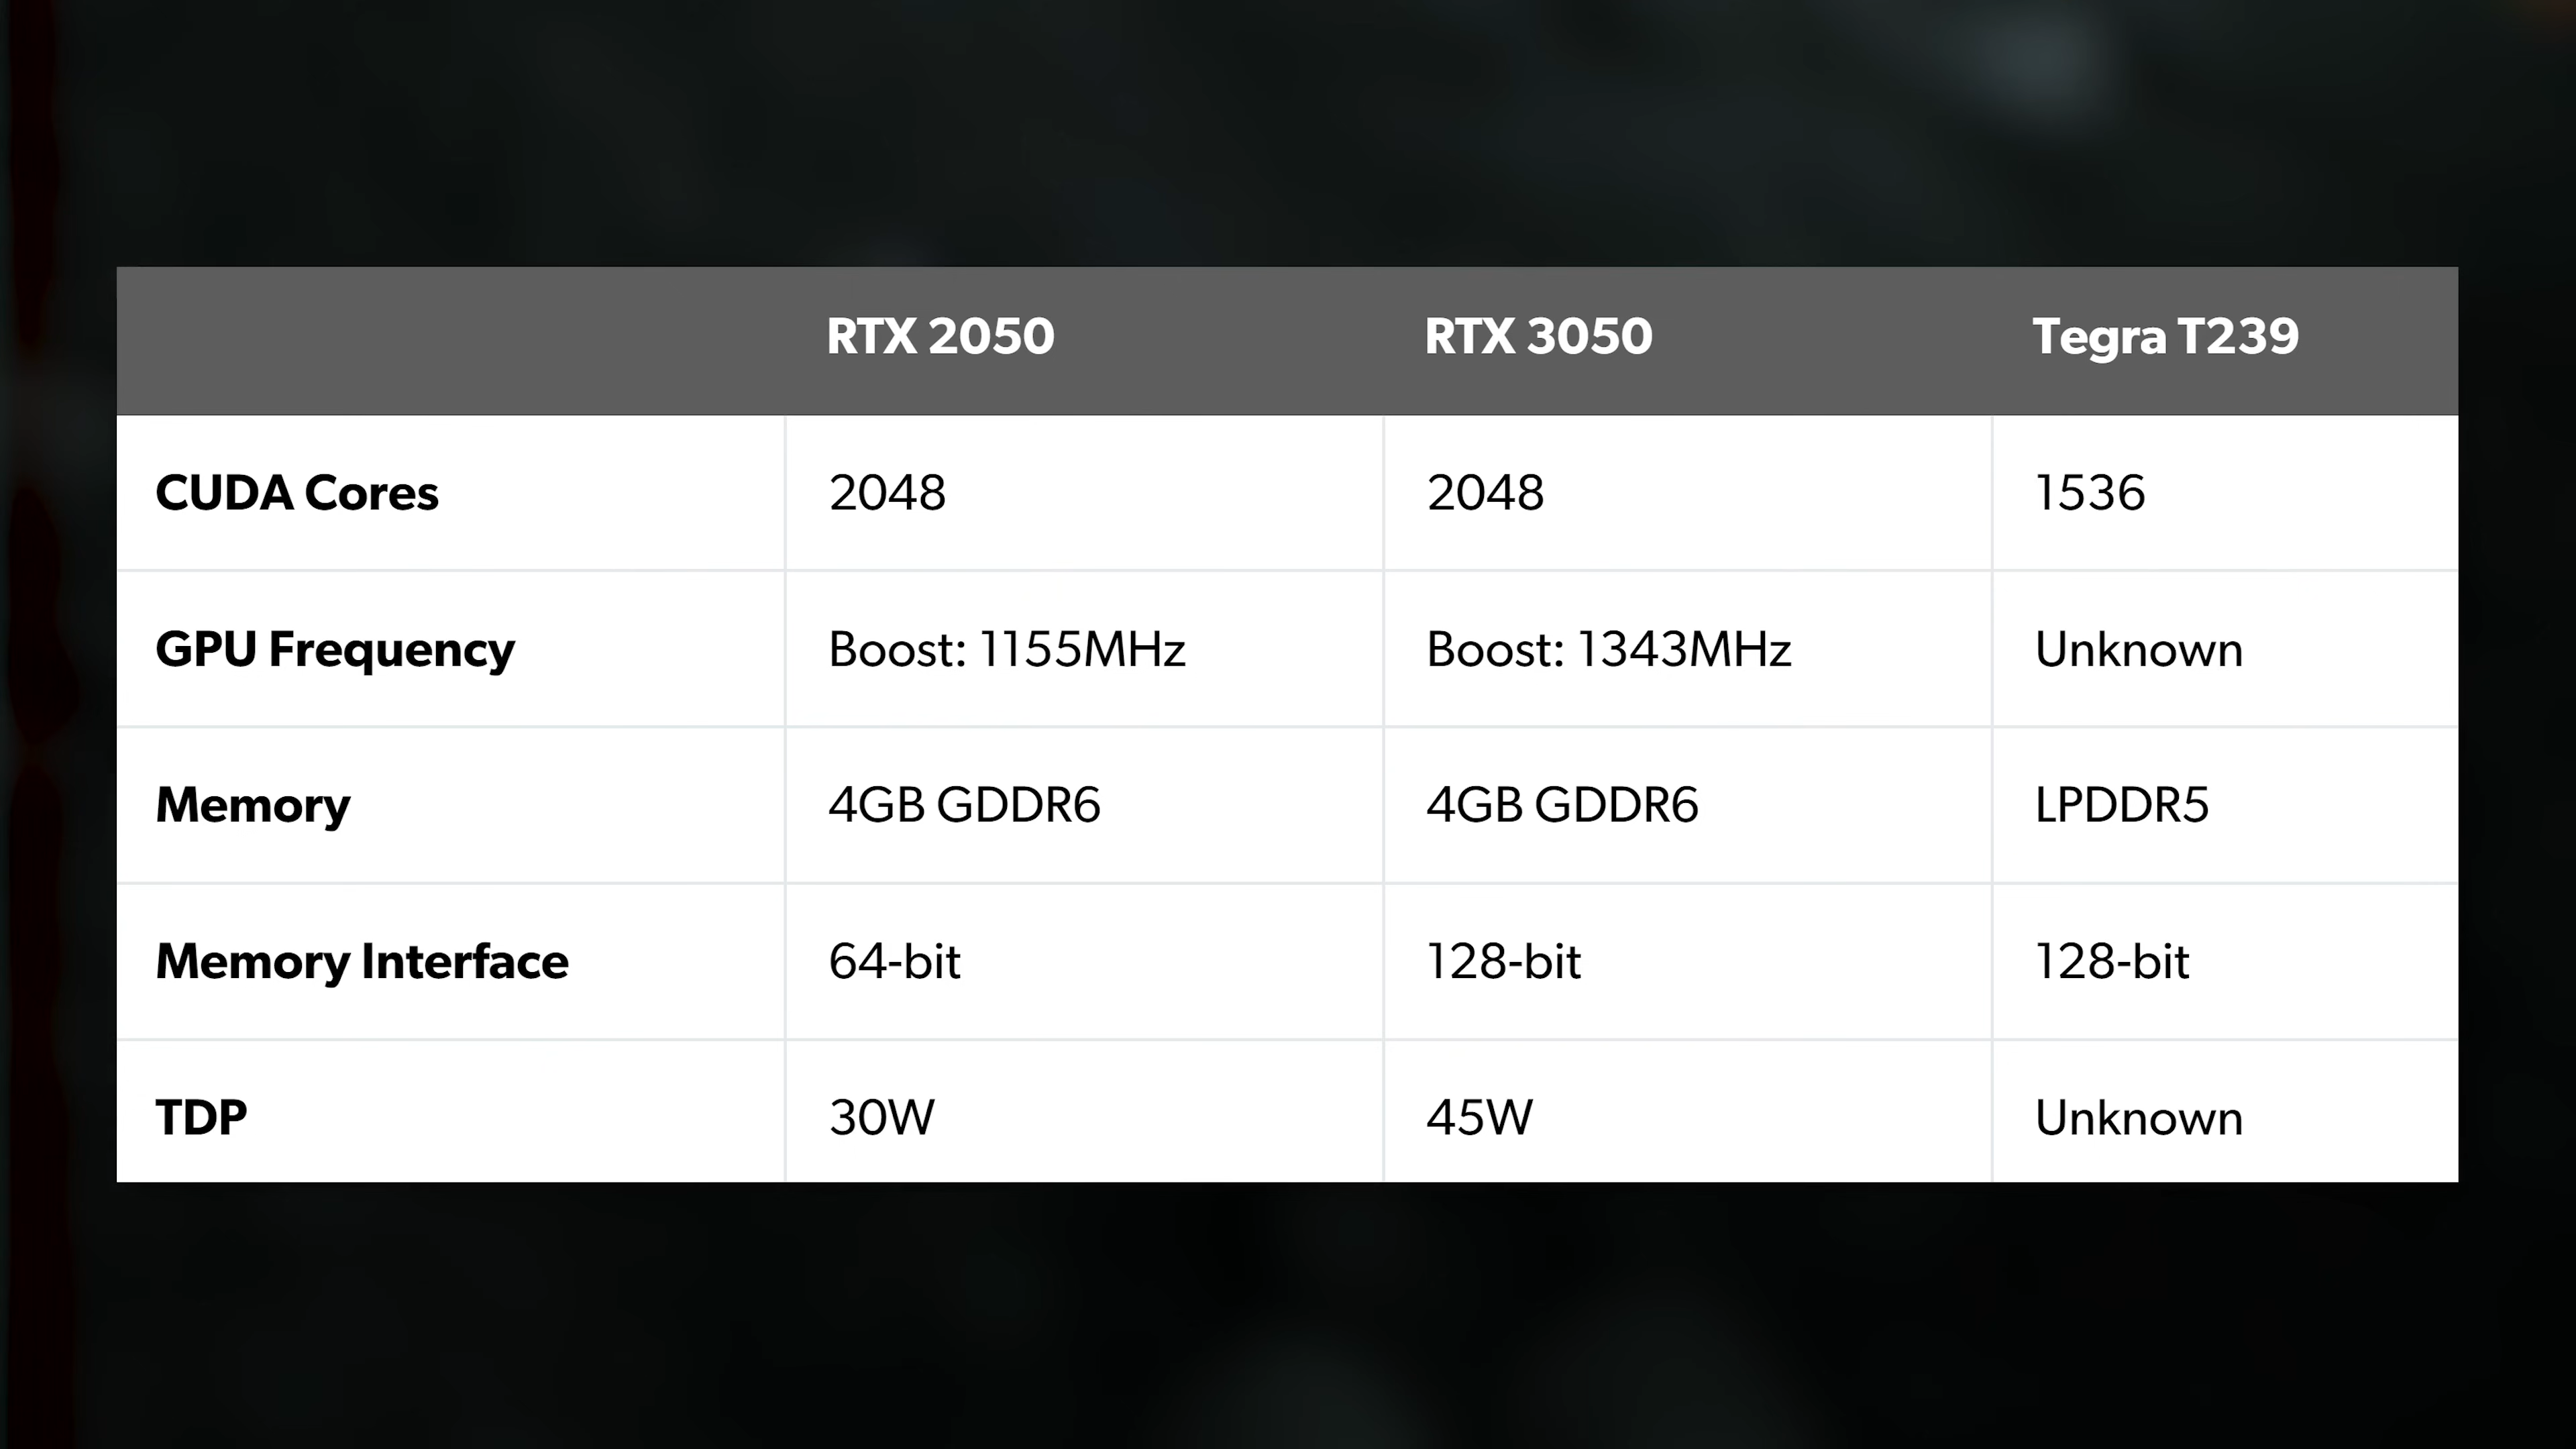 RTX 2050 RTX 3050 Tegra T239
CUDA Cores 2048 2048 1536
GPU Frequency Boost: 1155MHz Boost: 1343MHz Unknown
Memory 4GB GDDR6 4GB GDDR6 LPDDR5
Memory Interface 64-bit 128-bit 128-bit
TDP 30W 45W Unknown